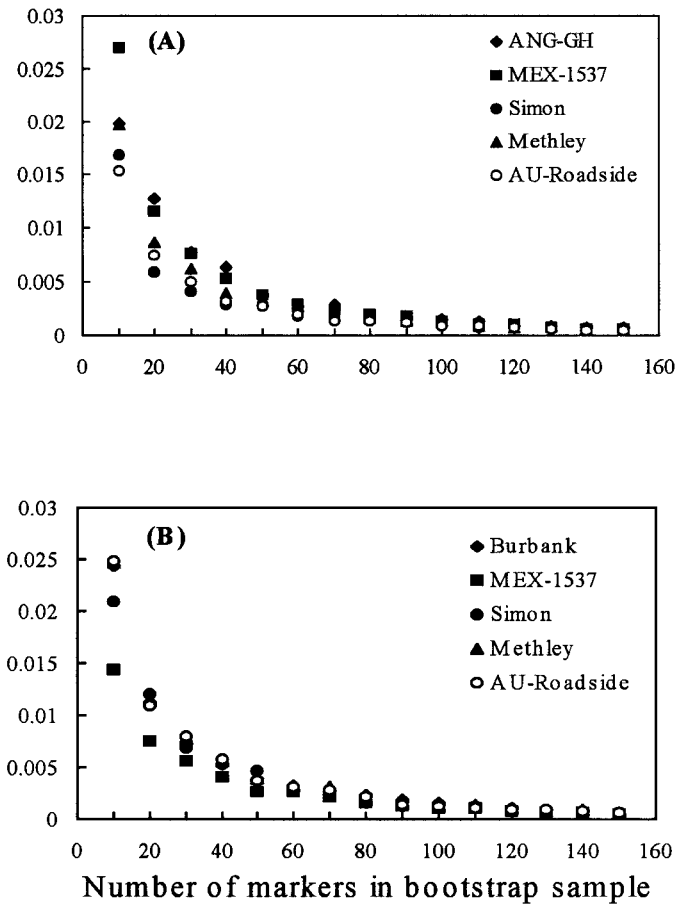 0.03
(A)
ANG-GH
0.025
MEX-1537
0.02
Simon
Methley
0.015
AU-Roadside
0.01
0.005
0
0 20 40 60 80 100 120 140 160
0.03
(B)
Burbank
0.025
MEX-1537
0.02
Simon
0.015
Methley
AU-Roadside
0.01
0.005
0
0 20 40 60 80 100 120 140 160
Number of markers in bootstrap sample